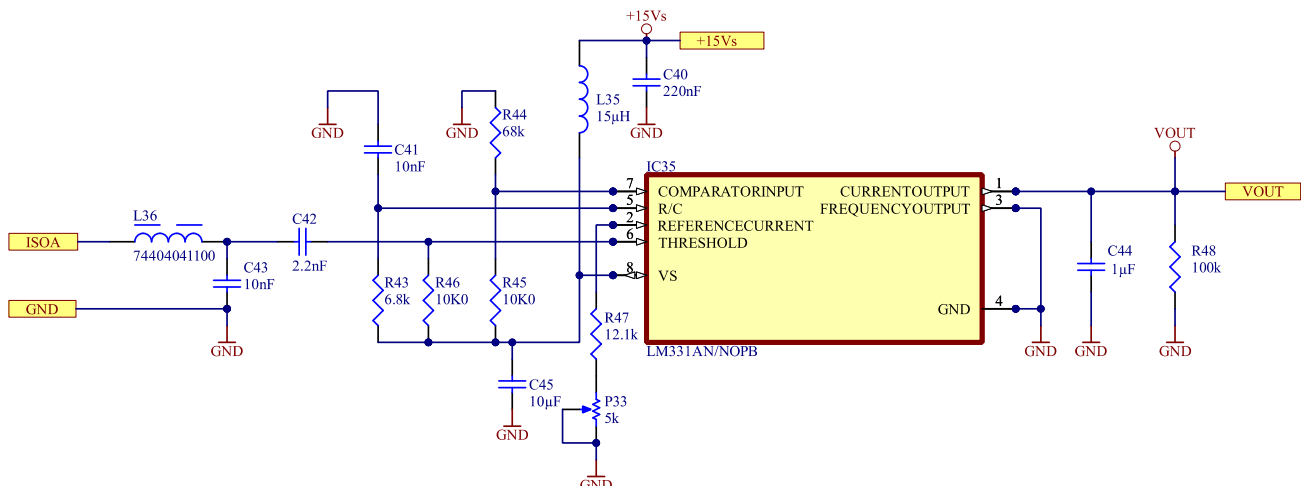 +15Vs
+15Vs
C40
220nF
GND
L35
15µH
R44
68k
GND
GND
C41
10nF
VOUT
IC35
7 COMPARATORINPUT CURRENTOUTPUT 1
VOUT
5 R/C FREQUENCYOUTPUT 3
2 REFERENCECURRENT
6 THRESHOLD
8 VS
GND 4
LM331AN/NOPB
L36
74404041100
ISOA
C42
2.2nF
C43
10nF
GND
GND
R43
6.8k
R46
10K0
R45
10K0
R47
12.1k
C44
1µF
R48
100k
GND
GND
GND
C45
10µF
GND
P33
5k
GND